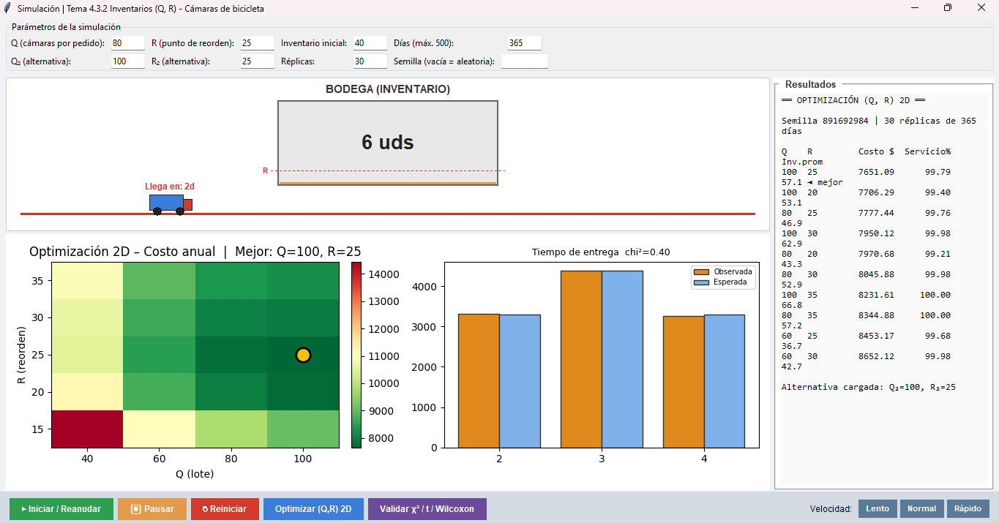 Simulación | Tema 4.3.2 Inventarios (Q, R) - Cámaras de bicicleta
Parámetros de la simulación
Q (cámaras por pedido): 80 R (punto de reorden): 25 Inventario inicial: 40 Días (máx. 500): 365
Q₂ (alternativa): 100 R₂ (alternativa): 25 Réplicas: 30 Semilla (vacía = aleatoria):
BODEGA (INVENTARIO)
6 uds
R
Llega en: 2d
Optimización 2D – Costo anual | Mejor: Q=100, R=25
R (reorden)
35
30
25
20
15
40 60 80 100
Q (lote)
14000
13000
12000
11000
10000
9000
8000
Tiempo de entrega chi²=0.40
Observada
Esperada
4000
3000
2000
1000
0
2 3 4
Resultados
══ OPTIMIZACIÓN (Q, R) 2D ══
Semilla 891692984 | 30 réplicas de 365
días
Q R Costo $ Servicio%
Inv.prom
100 25 7651.09 99.79
57.1 ◄ mejor
100 20 7706.29 99.40
53.1
80 25 7777.44 99.76
46.9
100 30 7950.12 99.98
62.9
80 20 7970.68 99.21
43.3
80 30 8045.88 99.98
52.9
100 35 8231.61 100.00
66.8
80 35 8344.88 100.00
57.2
60 25 8453.17 99.68
36.7
60 30 8652.12 99.98
42.7
Alternativa cargada: Q₂=100, R₂=25
Iniciar / Reanudar
Pausar
Reiniciar
Optimizar (Q,R) 2D
Validar χ² / t / Wilcoxon
Velocidad: Lento Normal Rápido